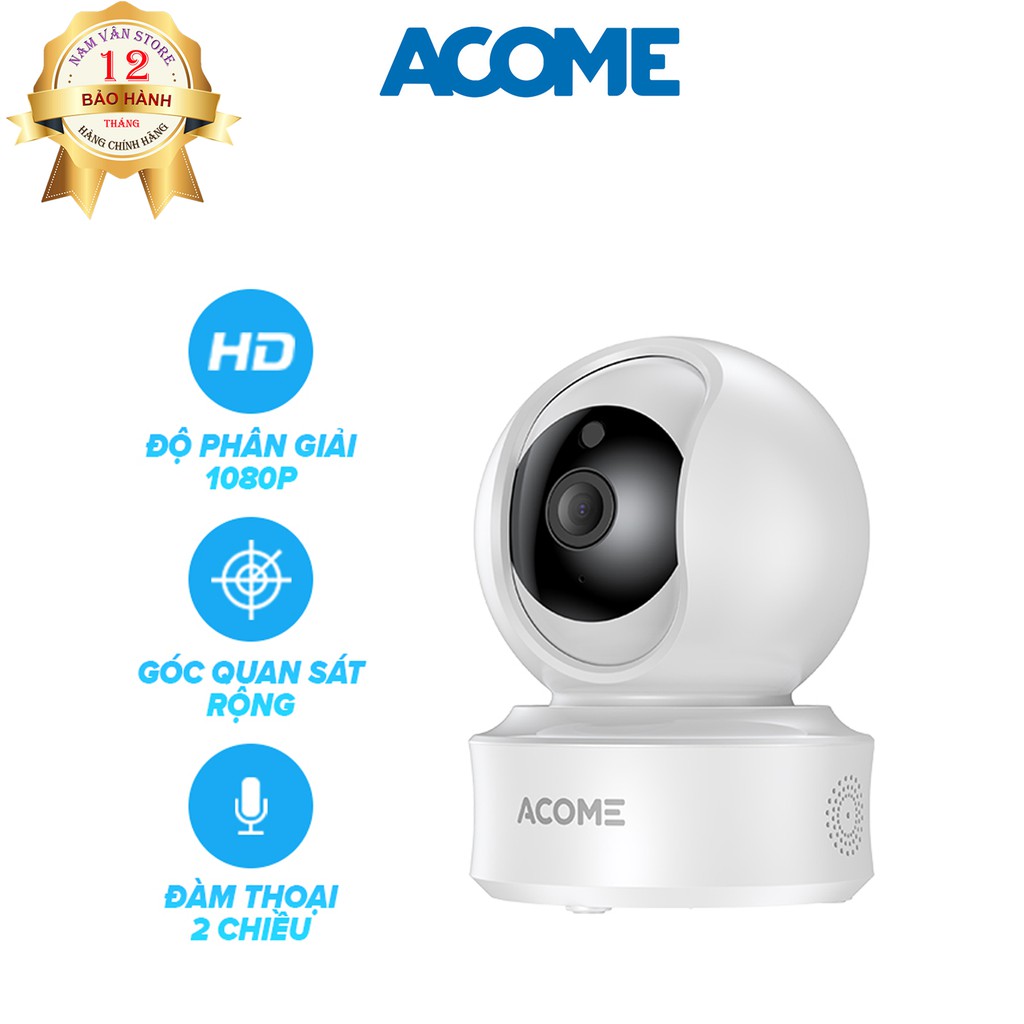 NAM VÂN STORE
12
BẢO HÀNH
THÁNG
HÀNG CHÍNH HÃNG
ACOME
HD
ĐỘ PHÂN GIẢI
1080P
GÓC QUAN SÁT
RỘNG
ĐÀM THOẠI
2 CHIỀU
ACOME